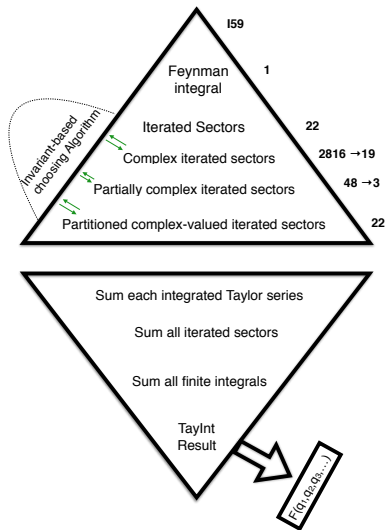 I59
Feynman
integral
1
Iterated Sectors
22
Complex iterated sectors
2816 →19
Partially complex iterated sectors
48 →3
Partitioned complex-valued iterated sectors
22
Invariant-based
choosing Algorithm
Sum each integrated Taylor series
Sum all iterated sectors
Sum all finite integrals
TayInt
Result
F(q1,q2,q3,...)